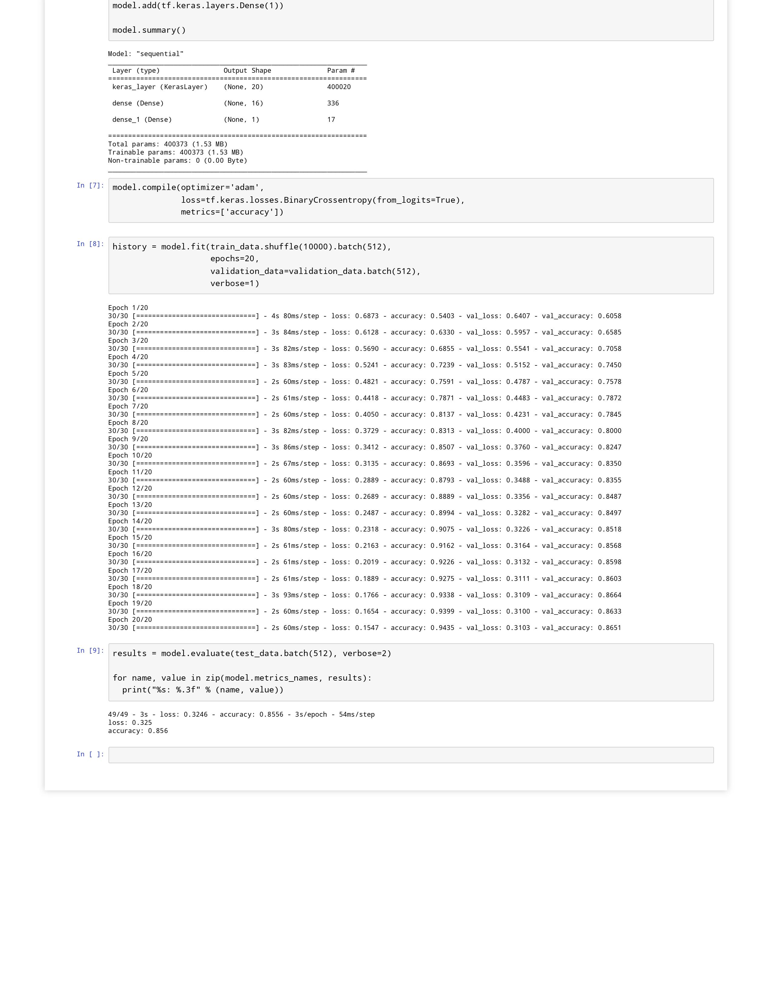 model.add(tf.keras.layers.Dense(1))
model.summary()
Model: "sequential"
_________________________________________________________________
Layer (type)                Output Shape              Param #
=================================================================
keras_layer (KerasLayer)    (None, 20)                400020
dense (Dense)               (None, 16)                336
dense_1 (Dense)             (None, 1)                 17
=================================================================
Total params: 400373 (1.53 MB)
Trainable params: 400373 (1.53 MB)
Non-trainable params: 0 (0.00 Byte)
_________________________________________________________________
In [7]: model.compile(optimizer='adam',
              loss=tf.keras.losses.BinaryCrossentropy(from_logits=True),
              metrics=['accuracy'])
In [8]: history = model.fit(train_data.shuffle(10000).batch(512),
                    epochs=20,
                    validation_data=validation_data.batch(512),
                    verbose=1)
Epoch 1/20
30/30 [==============================] - 4s 80ms/step - loss: 0.6873 - accuracy: 0.5403 - val_loss: 0.6407 - val_accuracy: 0.6058
Epoch 2/20
30/30 [==============================] - 3s 84ms/step - loss: 0.6128 - accuracy: 0.6330 - val_loss: 0.5957 - val_accuracy: 0.6585
Epoch 3/20
30/30 [==============================] - 3s 82ms/step - loss: 0.5690 - accuracy: 0.6855 - val_loss: 0.5541 - val_accuracy: 0.7058
Epoch 4/20
30/30 [==============================] - 3s 83ms/step - loss: 0.5241 - accuracy: 0.7239 - val_loss: 0.5152 - val_accuracy: 0.7450
Epoch 5/20
30/30 [==============================] - 2s 60ms/step - loss: 0.4821 - accuracy: 0.7591 - val_loss: 0.4787 - val_accuracy: 0.7578
Epoch 6/20
30/30 [==============================] - 2s 61ms/step - loss: 0.4418 - accuracy: 0.7871 - val_loss: 0.4483 - val_accuracy: 0.7872
Epoch 7/20
30/30 [==============================] - 2s 60ms/step - loss: 0.4050 - accuracy: 0.8137 - val_loss: 0.4231 - val_accuracy: 0.7845
Epoch 8/20
30/30 [==============================] - 3s 82ms/step - loss: 0.3729 - accuracy: 0.8313 - val_loss: 0.4000 - val_accuracy: 0.8000
Epoch 9/20
30/30 [==============================] - 3s 86ms/step - loss: 0.3412 - accuracy: 0.8507 - val_loss: 0.3760 - val_accuracy: 0.8247
Epoch 10/20
30/30 [==============================] - 2s 67ms/step - loss: 0.3135 - accuracy: 0.8693 - val_loss: 0.3596 - val_accuracy: 0.8350
Epoch 11/20
30/30 [==============================] - 2s 60ms/step - loss: 0.2889 - accuracy: 0.8793 - val_loss: 0.3488 - val_accuracy: 0.8355
Epoch 12/20
30/30 [==============================] - 2s 60ms/step - loss: 0.2689 - accuracy: 0.8889 - val_loss: 0.3356 - val_accuracy: 0.8487
Epoch 13/20
30/30 [==============================] - 2s 60ms/step - loss: 0.2487 - accuracy: 0.8994 - val_loss: 0.3282 - val_accuracy: 0.8497
Epoch 14/20
30/30 [==============================] - 3s 80ms/step - loss: 0.2318 - accuracy: 0.9075 - val_loss: 0.3226 - val_accuracy: 0.8518
Epoch 15/20
30/30 [==============================] - 2s 61ms/step - loss: 0.2163 - accuracy: 0.9162 - val_loss: 0.3164 - val_accuracy: 0.8568
Epoch 16/20
30/30 [==============================] - 2s 61ms/step - loss: 0.2019 - accuracy: 0.9226 - val_loss: 0.3132 - val_accuracy: 0.8598
Epoch 17/20
30/30 [==============================] - 2s 61ms/step - loss: 0.1889 - accuracy: 0.9275 - val_loss: 0.3111 - val_accuracy: 0.8603
Epoch 18/20
30/30 [==============================] - 3s 93ms/step - loss: 0.1766 - accuracy: 0.9338 - val_loss: 0.3109 - val_accuracy: 0.8664
Epoch 19/20
30/30 [==============================] - 2s 60ms/step - loss: 0.1654 - accuracy: 0.9399 - val_loss: 0.3100 - val_accuracy: 0.8633
Epoch 20/20
30/30 [==============================] - 2s 60ms/step - loss: 0.1547 - accuracy: 0.9435 - val_loss: 0.3103 - val_accuracy: 0.8651
In [9]: results = model.evaluate(test_data.batch(512), verbose=2)
for name, value in zip(model.metrics_names, results):
  print("%s: %.3f" % (name, value))
49/49 - 3s - loss: 0.3246 - accuracy: 0.8556 - 3s/epoch - 54ms/step
loss: 0.325
accuracy: 0.856
In [ ]: